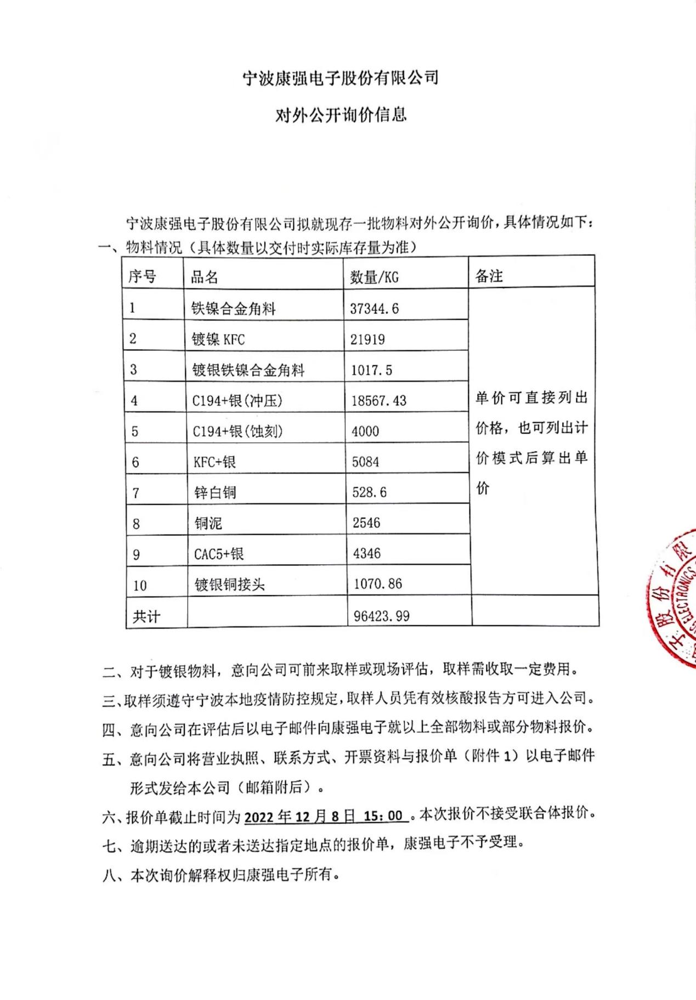 宁波康强电子股份有限公司
对外公开询价信息
宁波康强电子股份有限公司拟就现存一批物料对外公开询价，具体情况如下：
一、物料情况（具体数量以交付时实际库存量为准）
序号 品名 数量/KG 备注
1 铁镍合金角料 37344.6
2 镀镍 KFC 21919
3 镀银铁镍合金角料 1017.5
4 C194+银(冲压) 18567.43
5 C194+银(蚀刻) 4000
6 KFC+银 5084
7 锌白铜 528.6
8 铜泥 2546
9 CAC5+银 4346
10 镀银铜接头 1070.86
单价可直接列出
价格，也可列出计
价模式后算出单
价
共计 96423.99
二、对于镀银物料，意向公司可前来取样或现场评估，取样需收取一定费用。
三、取样须遵守宁波本地疫情防控规定，取样人员凭有效核酸报告方可进入公司。
四、意向公司在评估后以电子邮件向康强电子就以上全部物料或部分物料报价。
五、意向公司将营业执照、联系方式、开票资料与报价单（附件 1）以电子邮件
形式发给本公司（邮箱附后）。
六、报价单截止时间为 2022 年 12 月 8 日 15：00 。本次报价不接受联合体报价。
七、逾期送达的或者未送达指定地点的报价单，康强电子不予受理。
八、本次询价解释权归康强电子所有。
子股份有限
ELECTRONICS